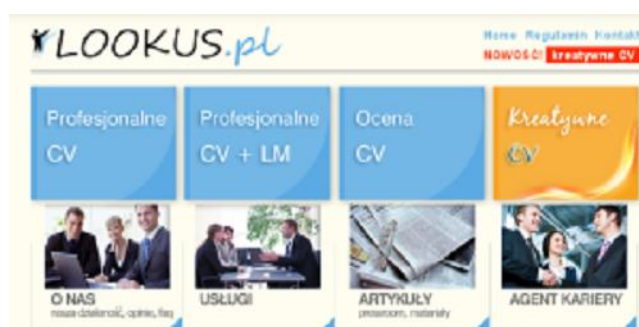 LOOKUS.pl
Home Regulamin Kontakt
NOWOŚĆ! kreatywne CV
Profesjonalne
CV
Profesjonalne
CV + LM
Ocena
CV
Kreatywne
CV
O NAS
nasza działalność, opinie, faq
USŁUGI
ARTYKUŁY
pressroom, materiały
AGENT KARIERY